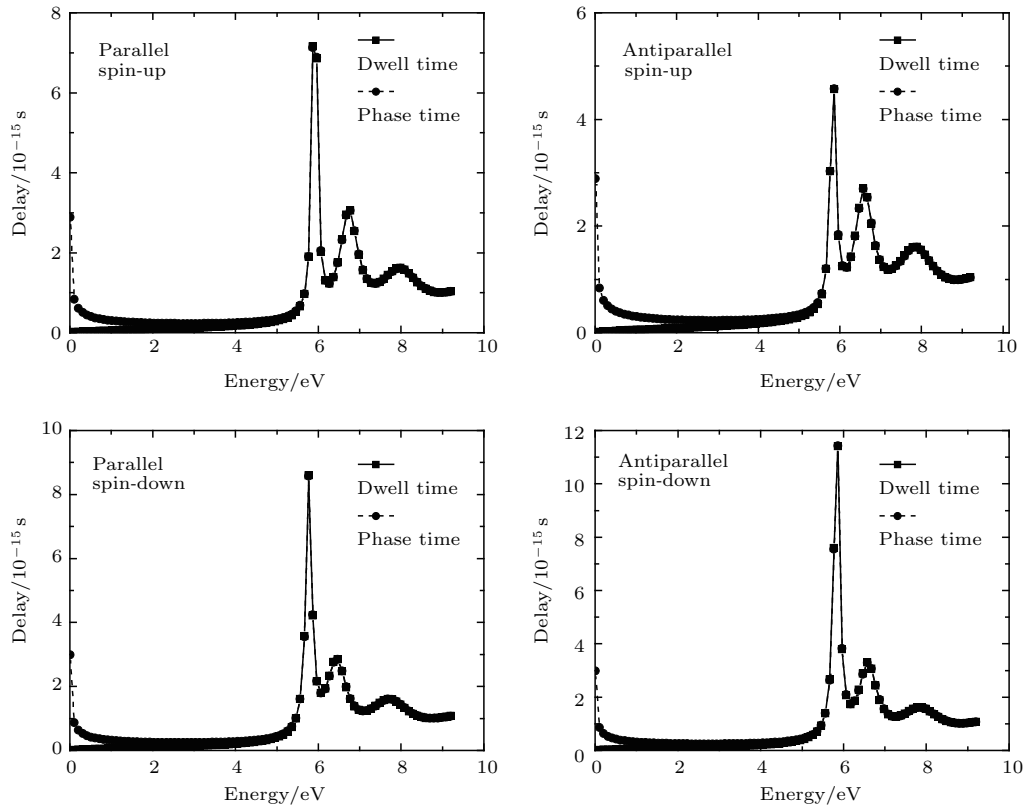 8
6
4
2
0
0
2
4
6
8
10
Delay/10⁻¹⁵ s
Energy/eV
Parallel
spin-up
Dwell time
Phase time
6
4
2
0
0
2
4
6
8
10
Delay/10⁻¹⁵ s
Energy/eV
Antiparallel
spin-up
Dwell time
Phase time
10
8
6
4
2
0
0
2
4
6
8
10
Delay/10⁻¹⁵ s
Energy/eV
Parallel
spin-down
Dwell time
Phase time
12
10
8
6
4
2
0
0
2
4
6
8
10
Delay/10⁻¹⁵ s
Energy/eV
Antiparallel
spin-down
Dwell time
Phase time